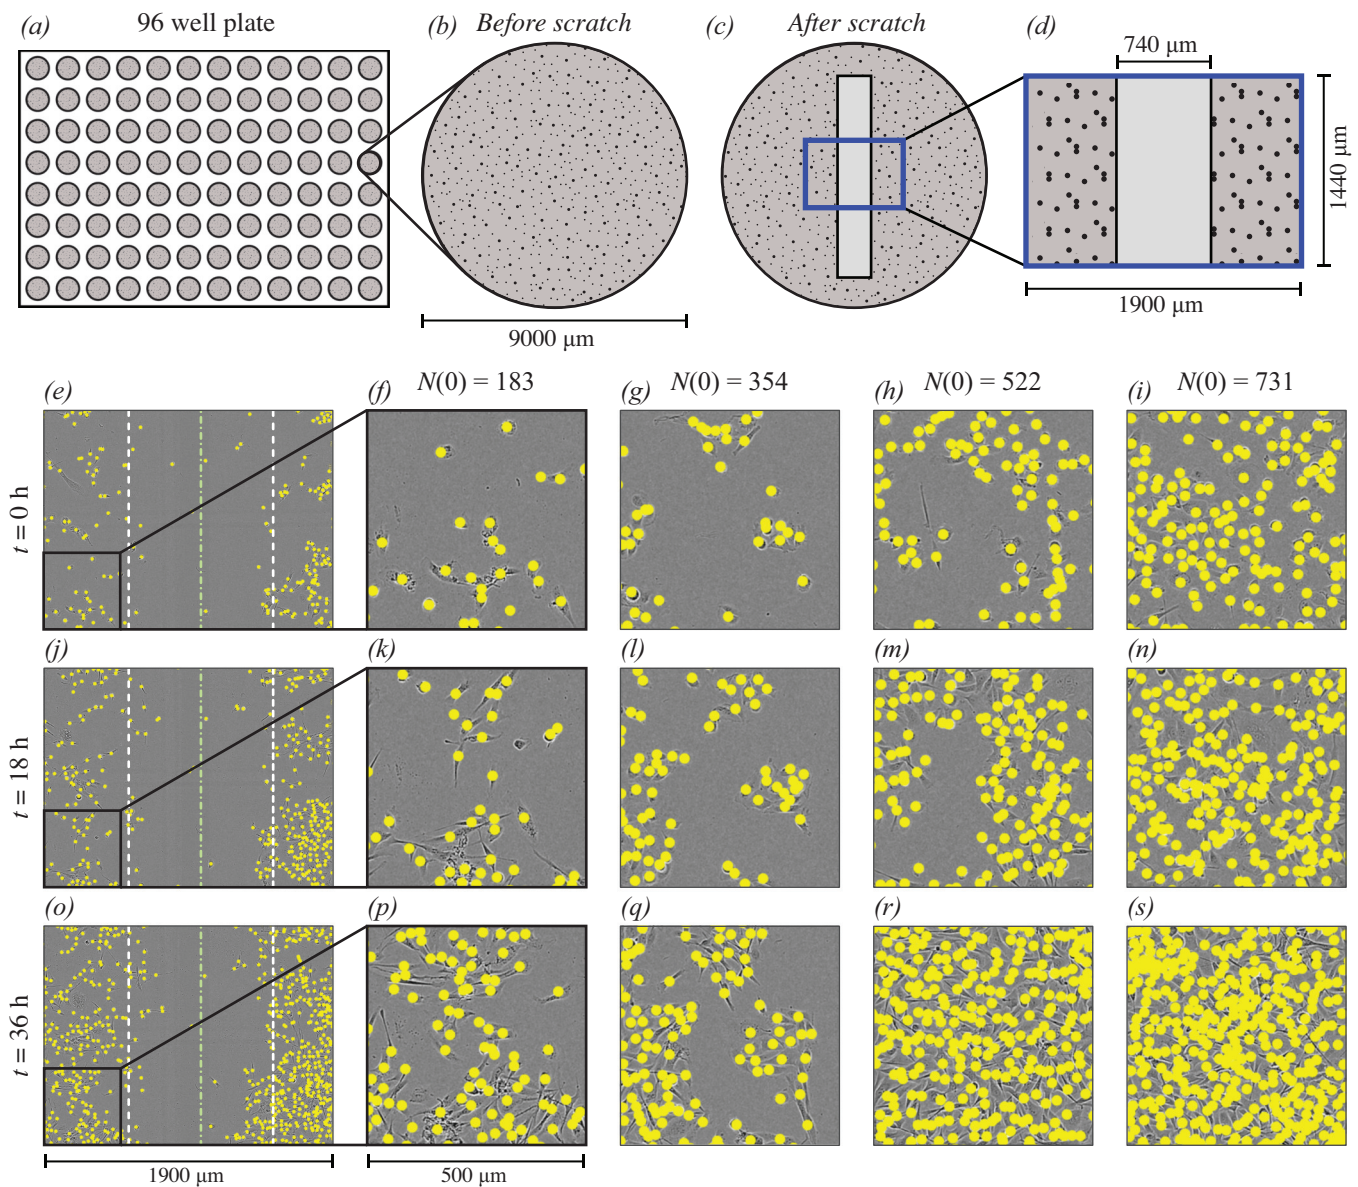 (a) 96 well plate (b) Before scratch (c) After scratch (d)
740 μm
1440 μm
1900 μm
9000 μm
(e) (f) N(0) = 183 (g) N(0) = 354 (h) N(0) = 522 (i) N(0) = 731
t = 0 h
(j) (k) (l) (m) (n)
t = 18 h
(o) (p) (q) (r) (s)
t = 36 h
1900 μm 500 μm